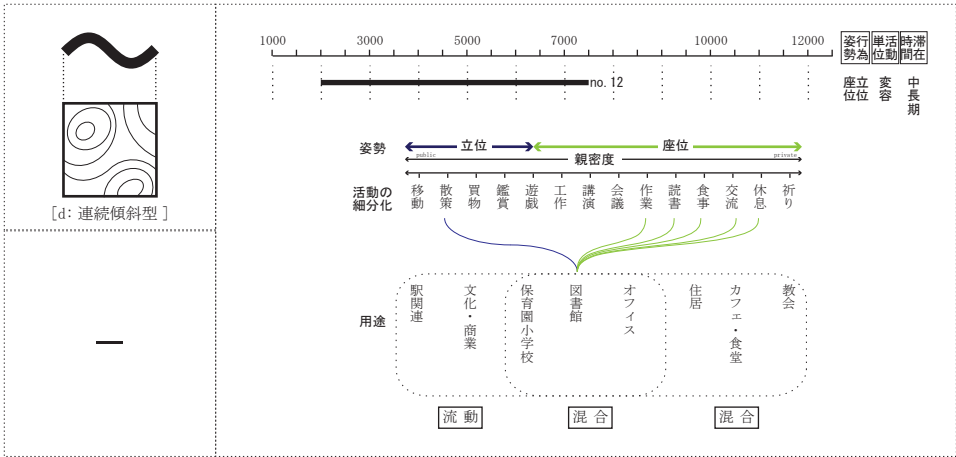 [d: 連続傾斜型 ]
1000 3000 5000 7000 10000 12000
姿勢行為 単位活動 時間滞在
no. 12
座位立位 変容 中長期
姿勢 立位 座位
public 親密度 private
活動の細分化 移動 散策 買物 鑑賞 遊戯 工作 講演 会議 作業 読書 食事 交流 休息 祈り
用途 駅関連 文化・商業 保育園小学校 図書館 オフィス 住居 カフェ・食堂 教会
流動 混合 混合